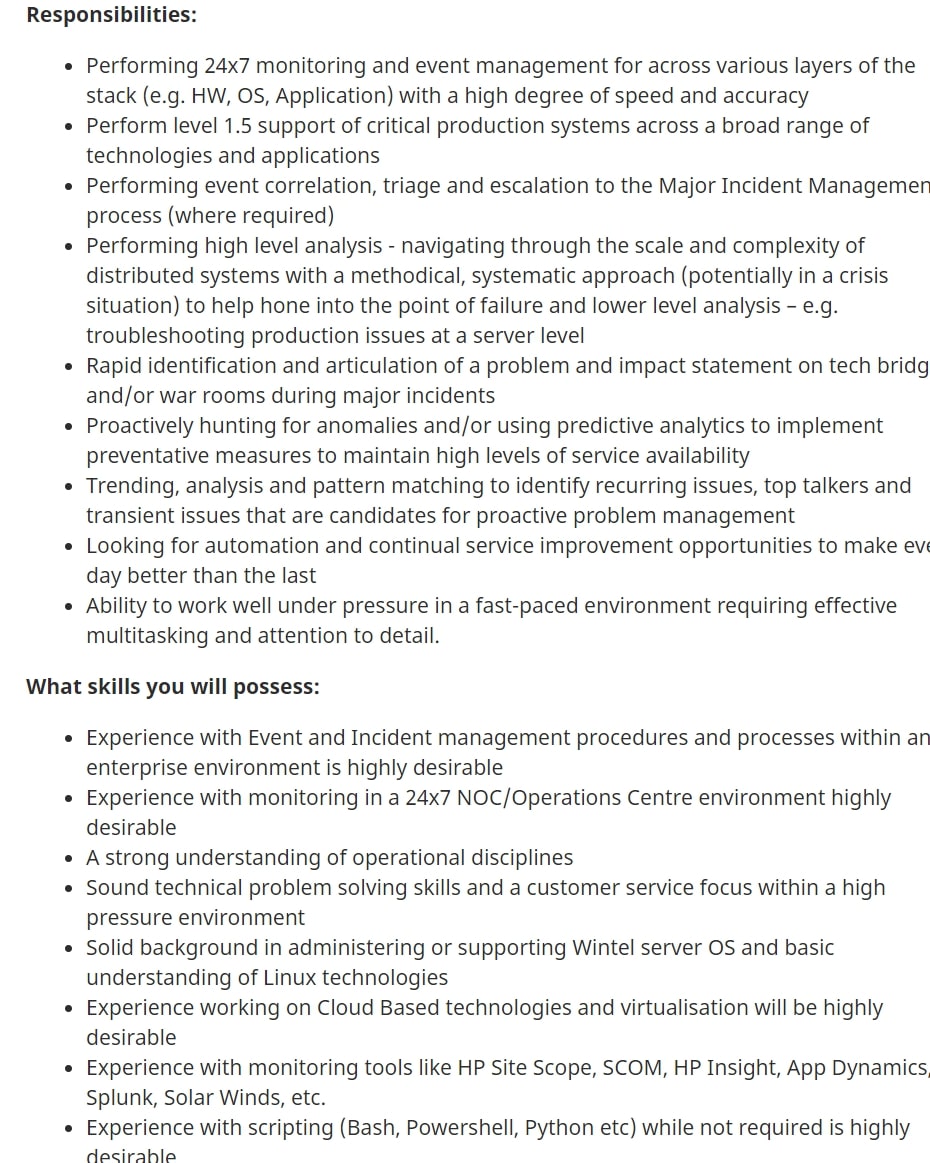 Responsibilities:
• Performing 24x7 monitoring and event management for across various layers of the
stack (e.g. HW, OS, Application) with a high degree of speed and accuracy
• Perform level 1.5 support of critical production systems across a broad range of
technologies and applications
• Performing event correlation, triage and escalation to the Major Incident Managemen
process (where required)
• Performing high level analysis - navigating through the scale and complexity of
distributed systems with a methodical, systematic approach (potentially in a crisis
situation) to help hone into the point of failure and lower level analysis – e.g.
troubleshooting production issues at a server level
• Rapid identification and articulation of a problem and impact statement on tech bridg
and/or war rooms during major incidents
• Proactively hunting for anomalies and/or using predictive analytics to implement
preventative measures to maintain high levels of service availability
• Trending, analysis and pattern matching to identify recurring issues, top talkers and
transient issues that are candidates for proactive problem management
• Looking for automation and continual service improvement opportunities to make eve
day better than the last
• Ability to work well under pressure in a fast-paced environment requiring effective
multitasking and attention to detail.
What skills you will possess:
• Experience with Event and Incident management procedures and processes within an
enterprise environment is highly desirable
• Experience with monitoring in a 24x7 NOC/Operations Centre environment highly
desirable
• A strong understanding of operational disciplines
• Sound technical problem solving skills and a customer service focus within a high
pressure environment
• Solid background in administering or supporting Wintel server OS and basic
understanding of Linux technologies
• Experience working on Cloud Based technologies and virtualisation will be highly
desirable
• Experience with monitoring tools like HP Site Scope, SCOM, HP Insight, App Dynamics,
Splunk, Solar Winds, etc.
• Experience with scripting (Bash, Powershell, Python etc) while not required is highly
desirable